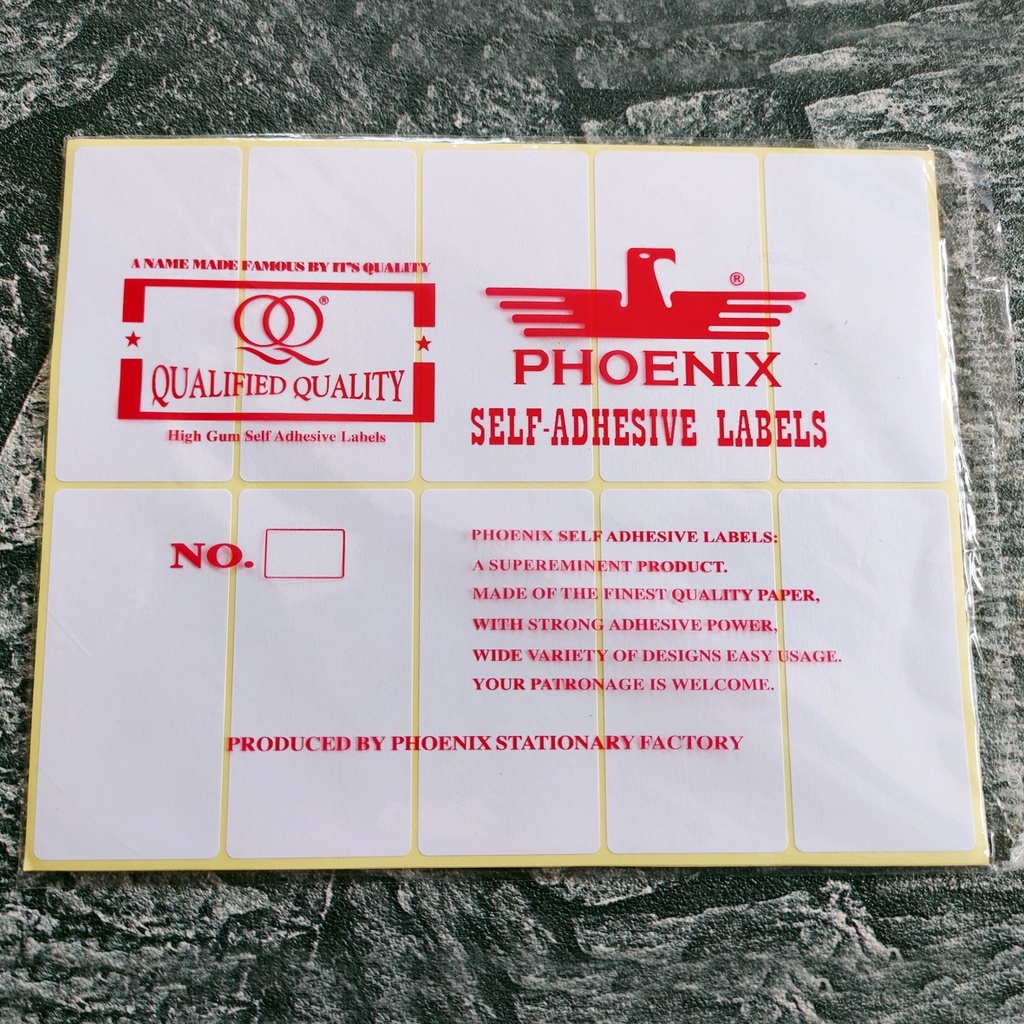 A NAME MADE FAMOUS BY IT'S QUALITY
QQ®
QUALIFIED QUALITY
High Gum Self Adhesive Labels
®
PHOENIX
SELF-ADHESIVE LABELS
NO.
PHOENIX SELF ADHESIVE LABELS:
A SUPEREMINENT PRODUCT.
MADE OF THE FINEST QUALITY PAPER,
WITH STRONG ADHESIVE POWER,
WIDE VARIETY OF DESIGNS EASY USAGE.
YOUR PATRONAGE IS WELCOME.
PRODUCED BY PHOENIX STATIONARY FACTORY